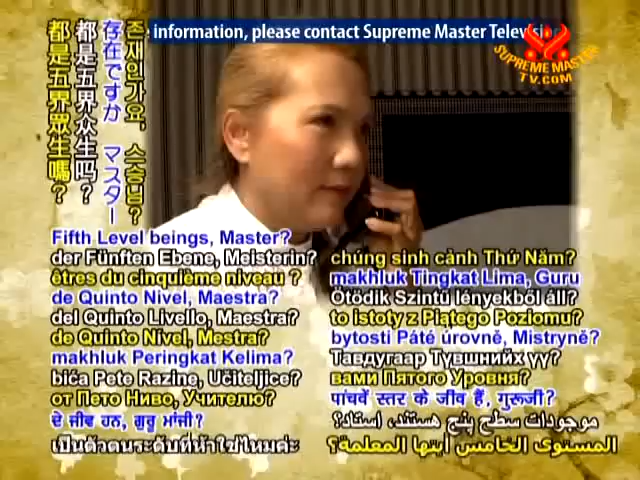 e information, please contact Supreme Master Televisi
SUPREME MASTER
TV.COM
都是五界眾生嗎？
都是五界众生吗？
存在ですか　マスター
존재인가요, 스승님?
Fifth Level beings, Master?
der Fünften Ebene, Meisterin?
êtres du cinquième niveau ?
de Quinto Nivel, Maestra?
del Quinto Livello, Maestra?
de Quinto Nível, Mestra?
makhluk Peringkat Kelima?
bića Pete Razine, Učiteljice?
от Пето Ниво, Учителю?
ਦੇ ਜੀਵ ਹਨ, ਗੁਰੂ ਮਾਂਜੀ?
เป็นตัวตนระดับที่ห้าใช่ไหมคะ
chúng sinh cảnh Thứ Năm?
makhluk Tingkat Lima, Guru
Ötödik Szintű lényekből áll?
to istoty z Piątego Poziomu?
bytosti Páté úrovně, Mistryně?
Тавдугаар Түвшнийх үү?
вами Пятого Уровня?
पांचवें स्तर के जीव हैं, गुरूजी?
موجودات سطح پنج هستند، استاد؟
المستوى الخامس أيتها المعلمة؟